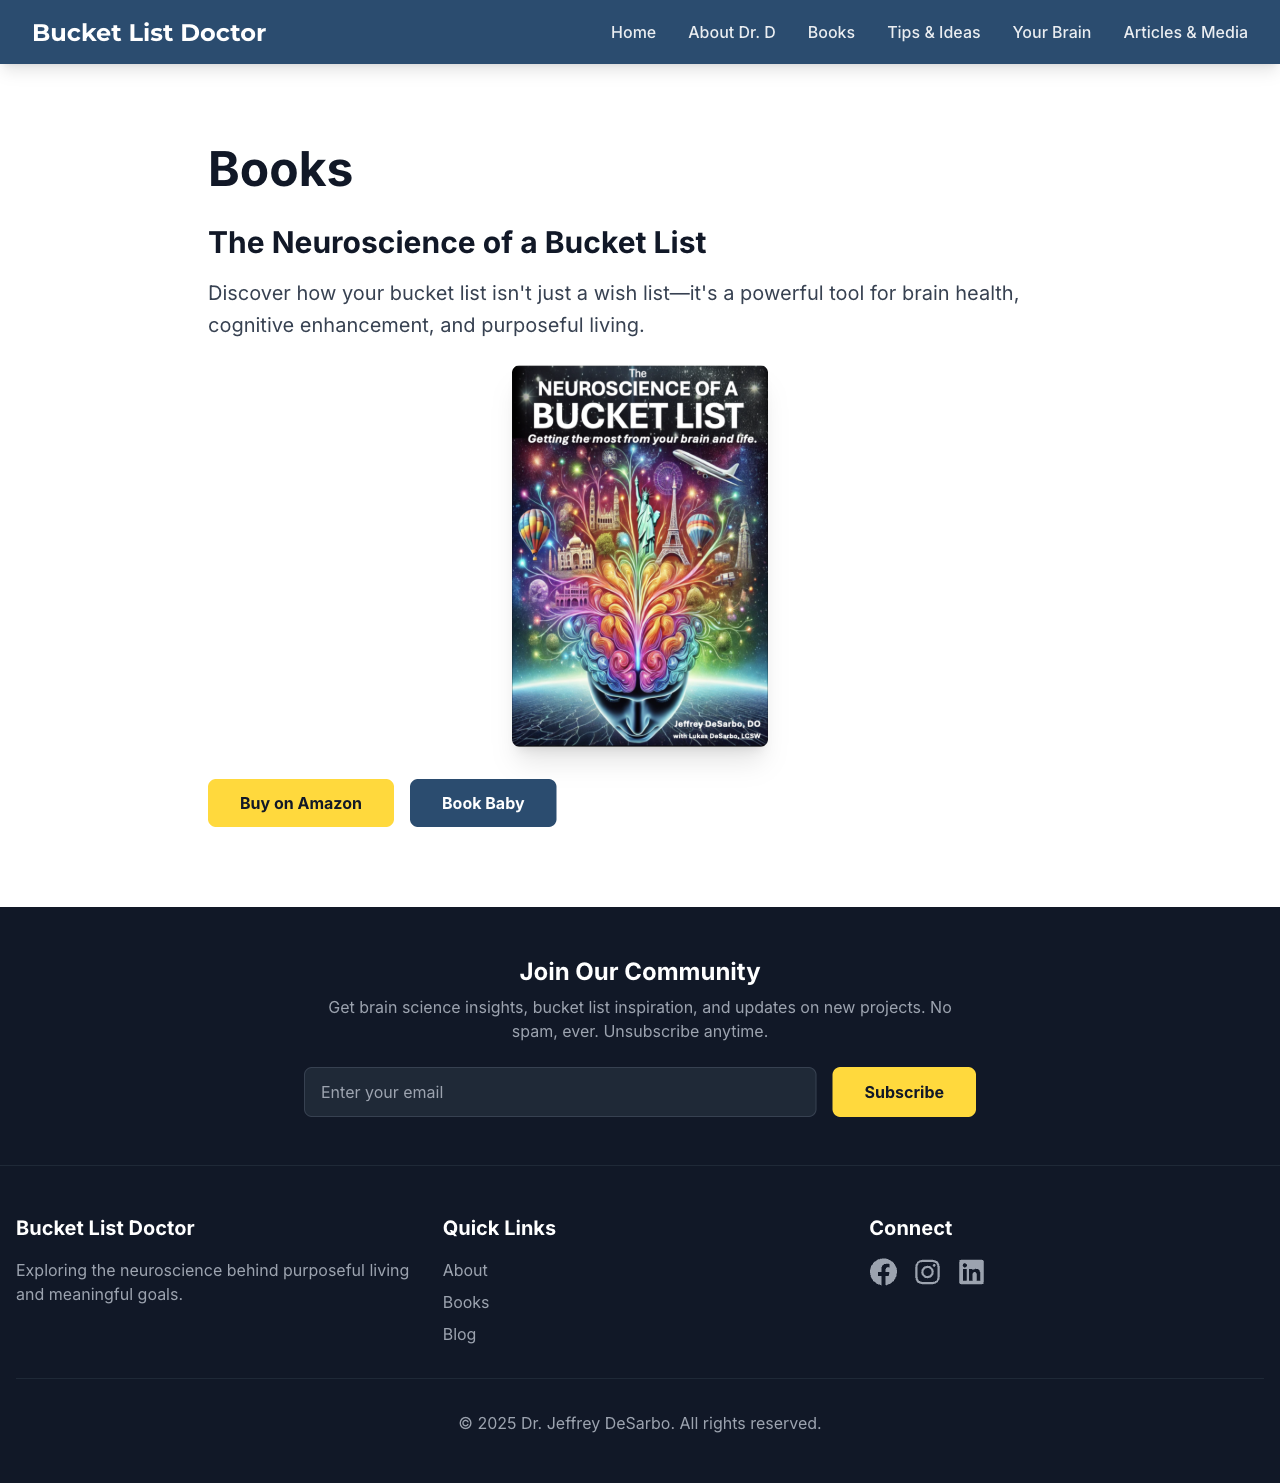 Bucket List Doctor
Home
About Dr. D
Books
Tips & Ideas
Your Brain
Articles & Media
Books
The Neuroscience of a Bucket List
Discover how your bucket list isn't just a wish list—it's a powerful tool for brain health,
cognitive enhancement, and purposeful living.
The
NEUROSCIENCE OF A
BUCKET LIST
Getting the most from your brain and life.
Jeffrey DeSarbo, DO
with Lukas DeSarbo, LCSW
Buy on Amazon
Book Baby
Join Our Community
Get brain science insights, bucket list inspiration, and updates on new projects. No
spam, ever. Unsubscribe anytime.
Enter your email
Subscribe
Bucket List Doctor
Exploring the neuroscience behind purposeful living
and meaningful goals.
Quick Links
About
Books
Blog
Connect
© 2025 Dr. Jeffrey DeSarbo. All rights reserved.